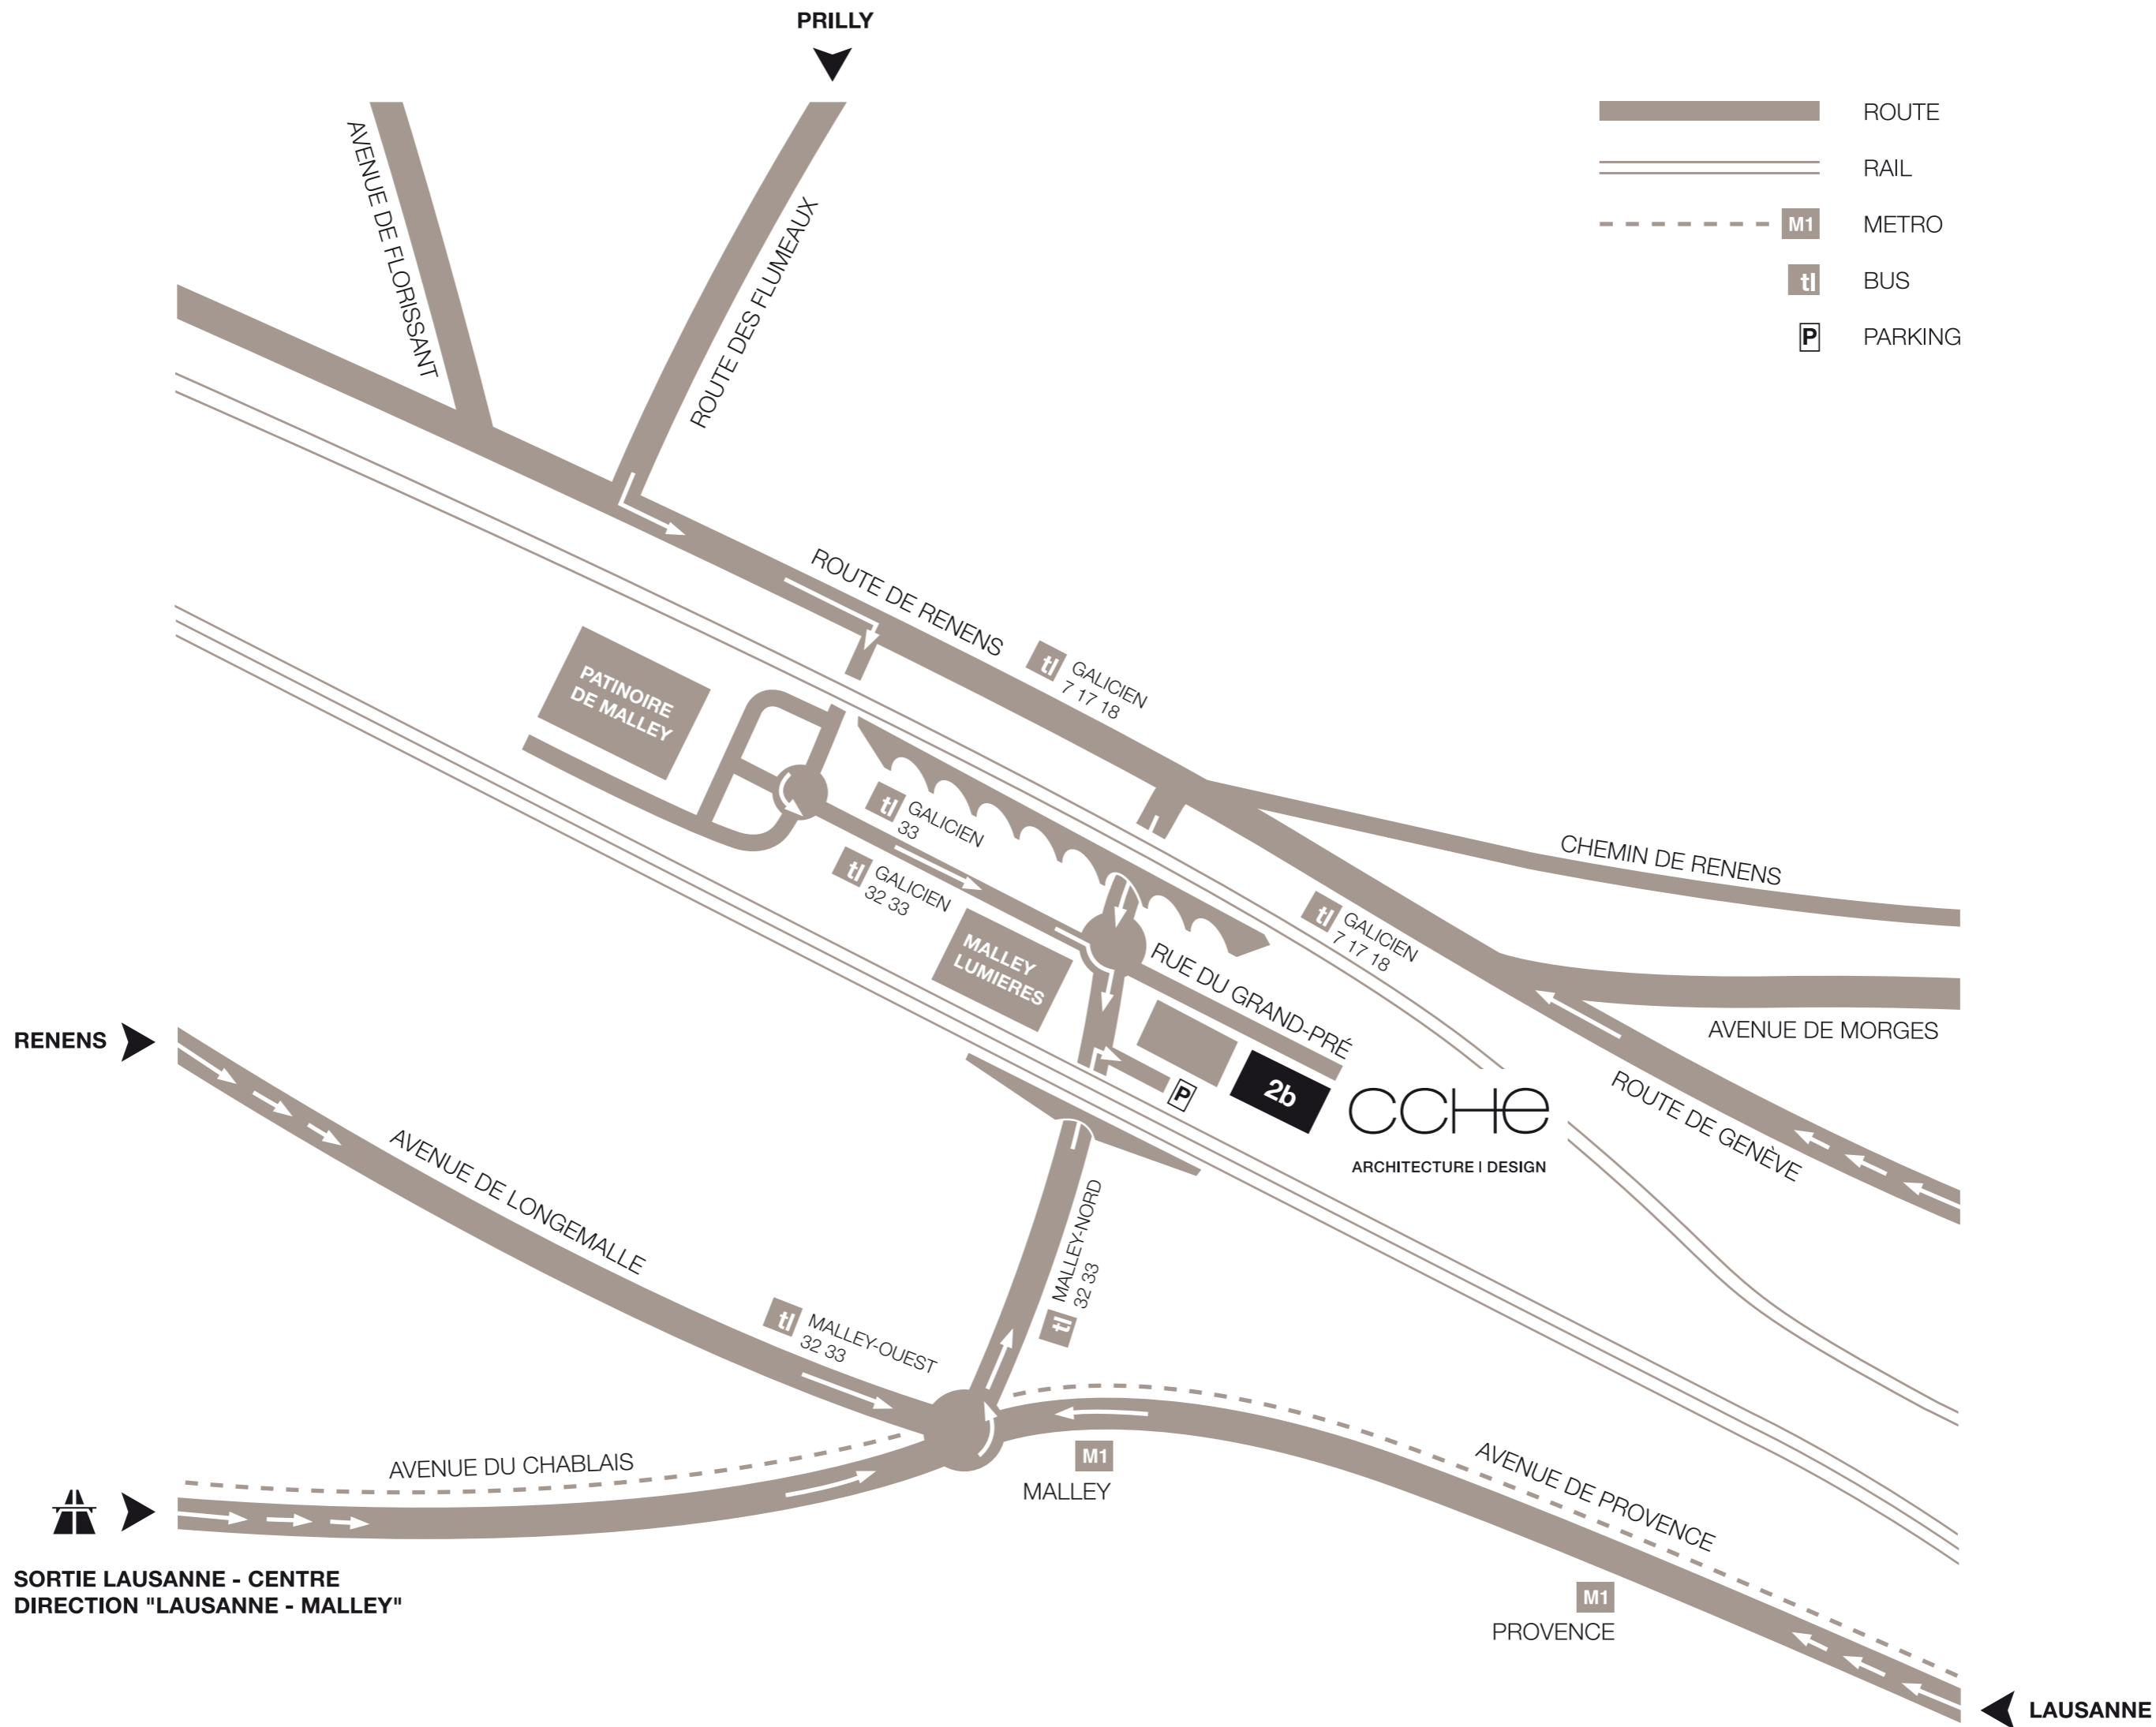 PRILLY
ROUTE
RAIL
M1
METRO
tl
BUS
P
PARKING
AVENUE DE FLORISSANT
ROUTE DES FLUMEAUX
ROUTE DE RENENS
tl
GALICIEN
7 17 18
PATINOIRE
DE MALLEY
tl
GALICIEN
33
tl
GALICIEN
32 33
CHEMIN DE RENENS
tl
GALICIEN
7 17 18
MALLEY
LUMIERES
RUE DU GRAND-PRÉ
AVENUE DE MORGES
RENENS
2b
P
CCHE
ARCHITECTURE | DESIGN
ROUTE DE GENÈVE
AVENUE DE LONGEMALLE
MALLEY-NORD
32 33
tl
tl
MALLEY-OUEST
32 33
AVENUE DU CHABLAIS
M1
MALLEY
AVENUE DE PROVENCE
SORTIE LAUSANNE - CENTRE
DIRECTION "LAUSANNE - MALLEY"
M1
PROVENCE
LAUSANNE